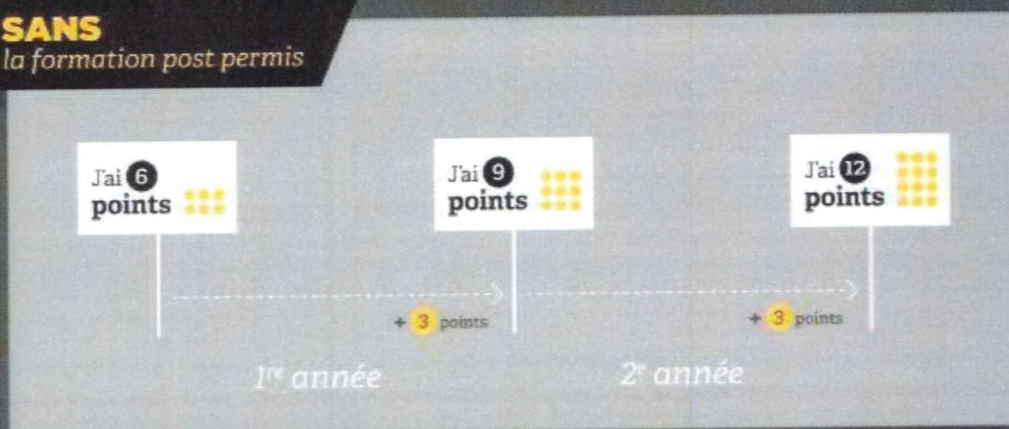 SANS
la formation post permis
J'ai 6
points
J'ai 9
points
J'ai 12
points
+ 3 points
+ 3 points
1re année
2e année